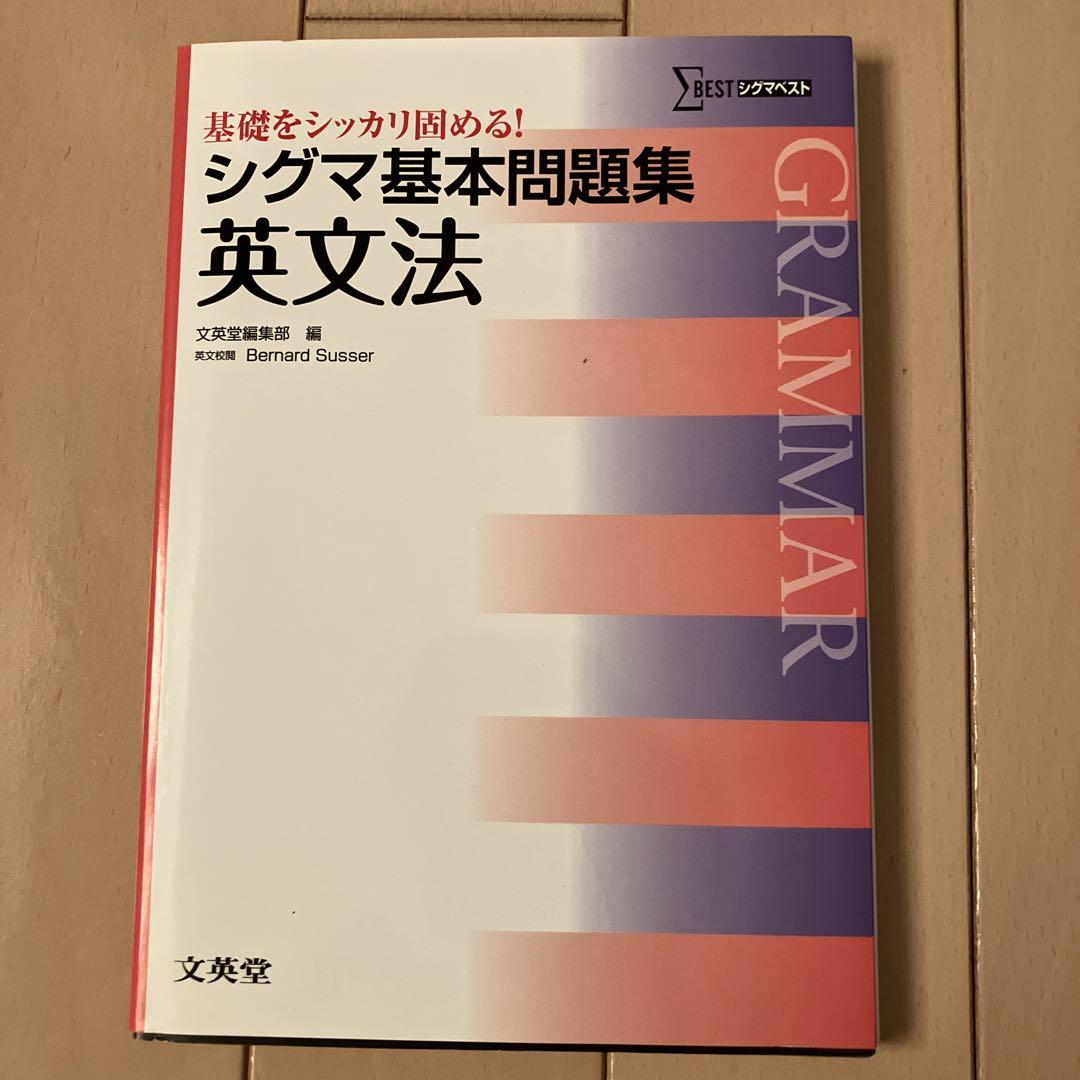 ΣBEST シグマベスト
基礎をシッカリ固める!
シグマ基本問題集
英文法
文英堂編集部 編
英文校閲 Bernard Susser
GRAMMAR
文英堂